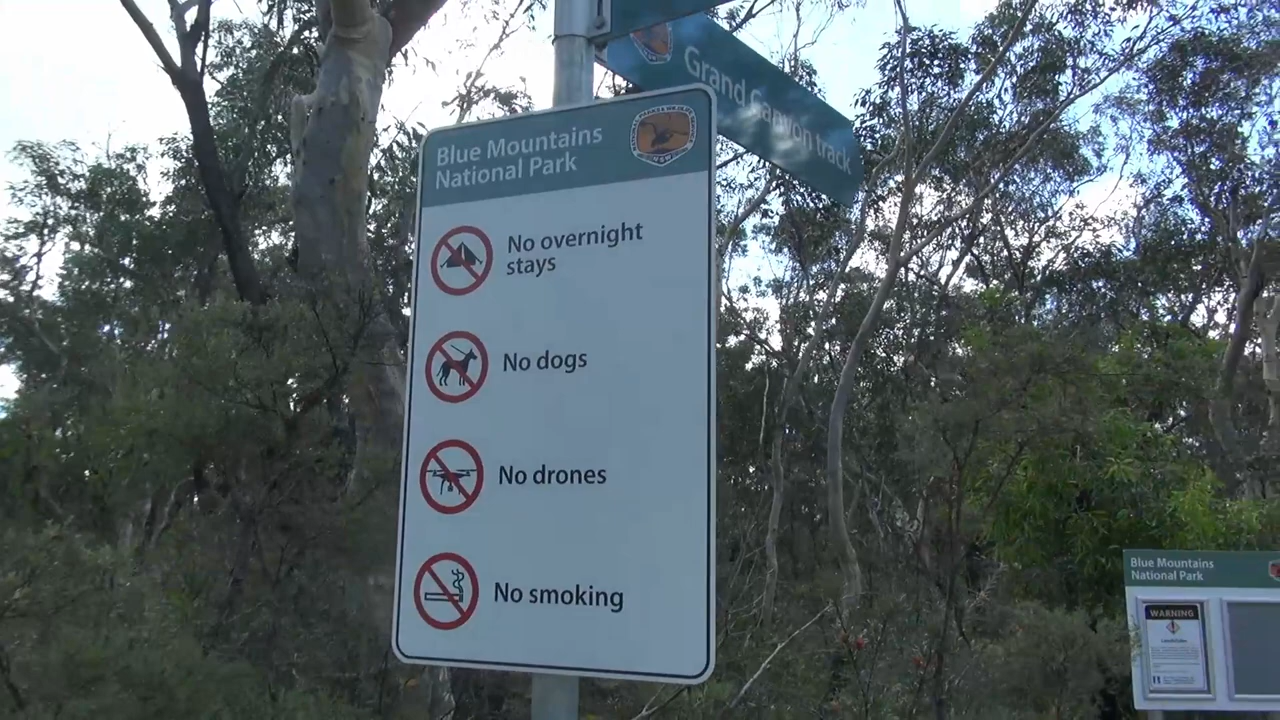 Grand Canyon track
Blue Mountains
National Park
No overnight
stays
No dogs
No drones
No smoking
Blue Mountains
National Park
WARNING